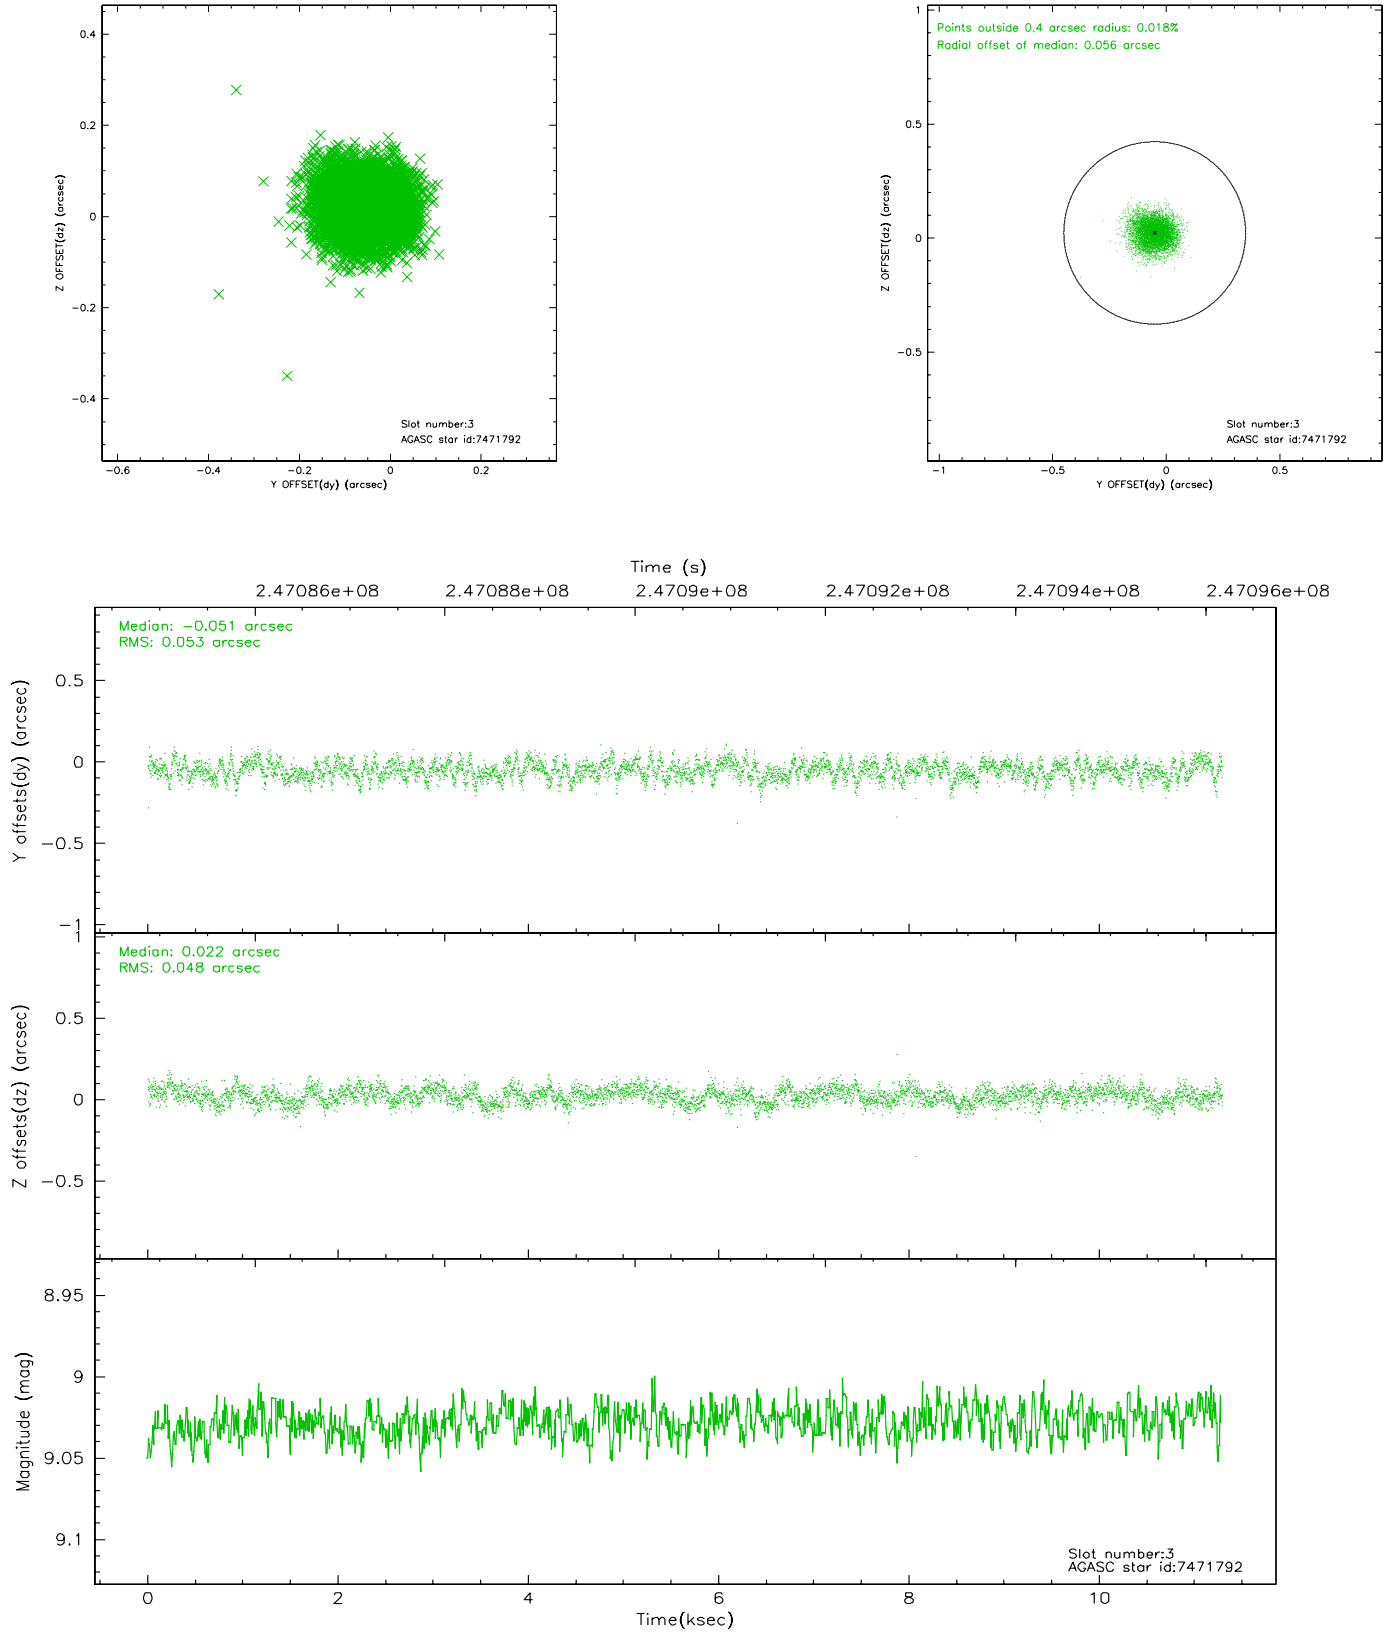 0.4
0.2
0
−0.2
−0.4
Z OFFSET(dz) (arcsec)
Slot number:3
AGASC star id:7471792
−0.6
−0.4
−0.2
0
0.2
Y OFFSET(dy) (arcsec)
Points outside 0.4 arcsec radius: 0.018%
Radial offset of median: 0.056 arcsec
1
0.5
0
−0.5
Z OFFSET(dz) (arcsec)
Slot number:3
AGASC star id:7471792
−1
−0.5
0
0.5
Y OFFSET(dy) (arcsec)
Time (s)
2.47086e+08
2.47088e+08
2.4709e+08
2.47092e+08
2.47094e+08
2.47096e+08
Median: −0.051 arcsec
RMS: 0.053 arcsec
0.5
0
−0.5
−1
Y offsets(dy) (arcsec)
Median: 0.022 arcsec
RMS: 0.048 arcsec
1
0.5
0
−0.5
Z offsets(dz) (arcsec)
8.95
9
9.05
9.1
Magnitude (mag)
Slot number:3
AGASC star id:7471792
0
2
4
6
8
10
Time(ksec)